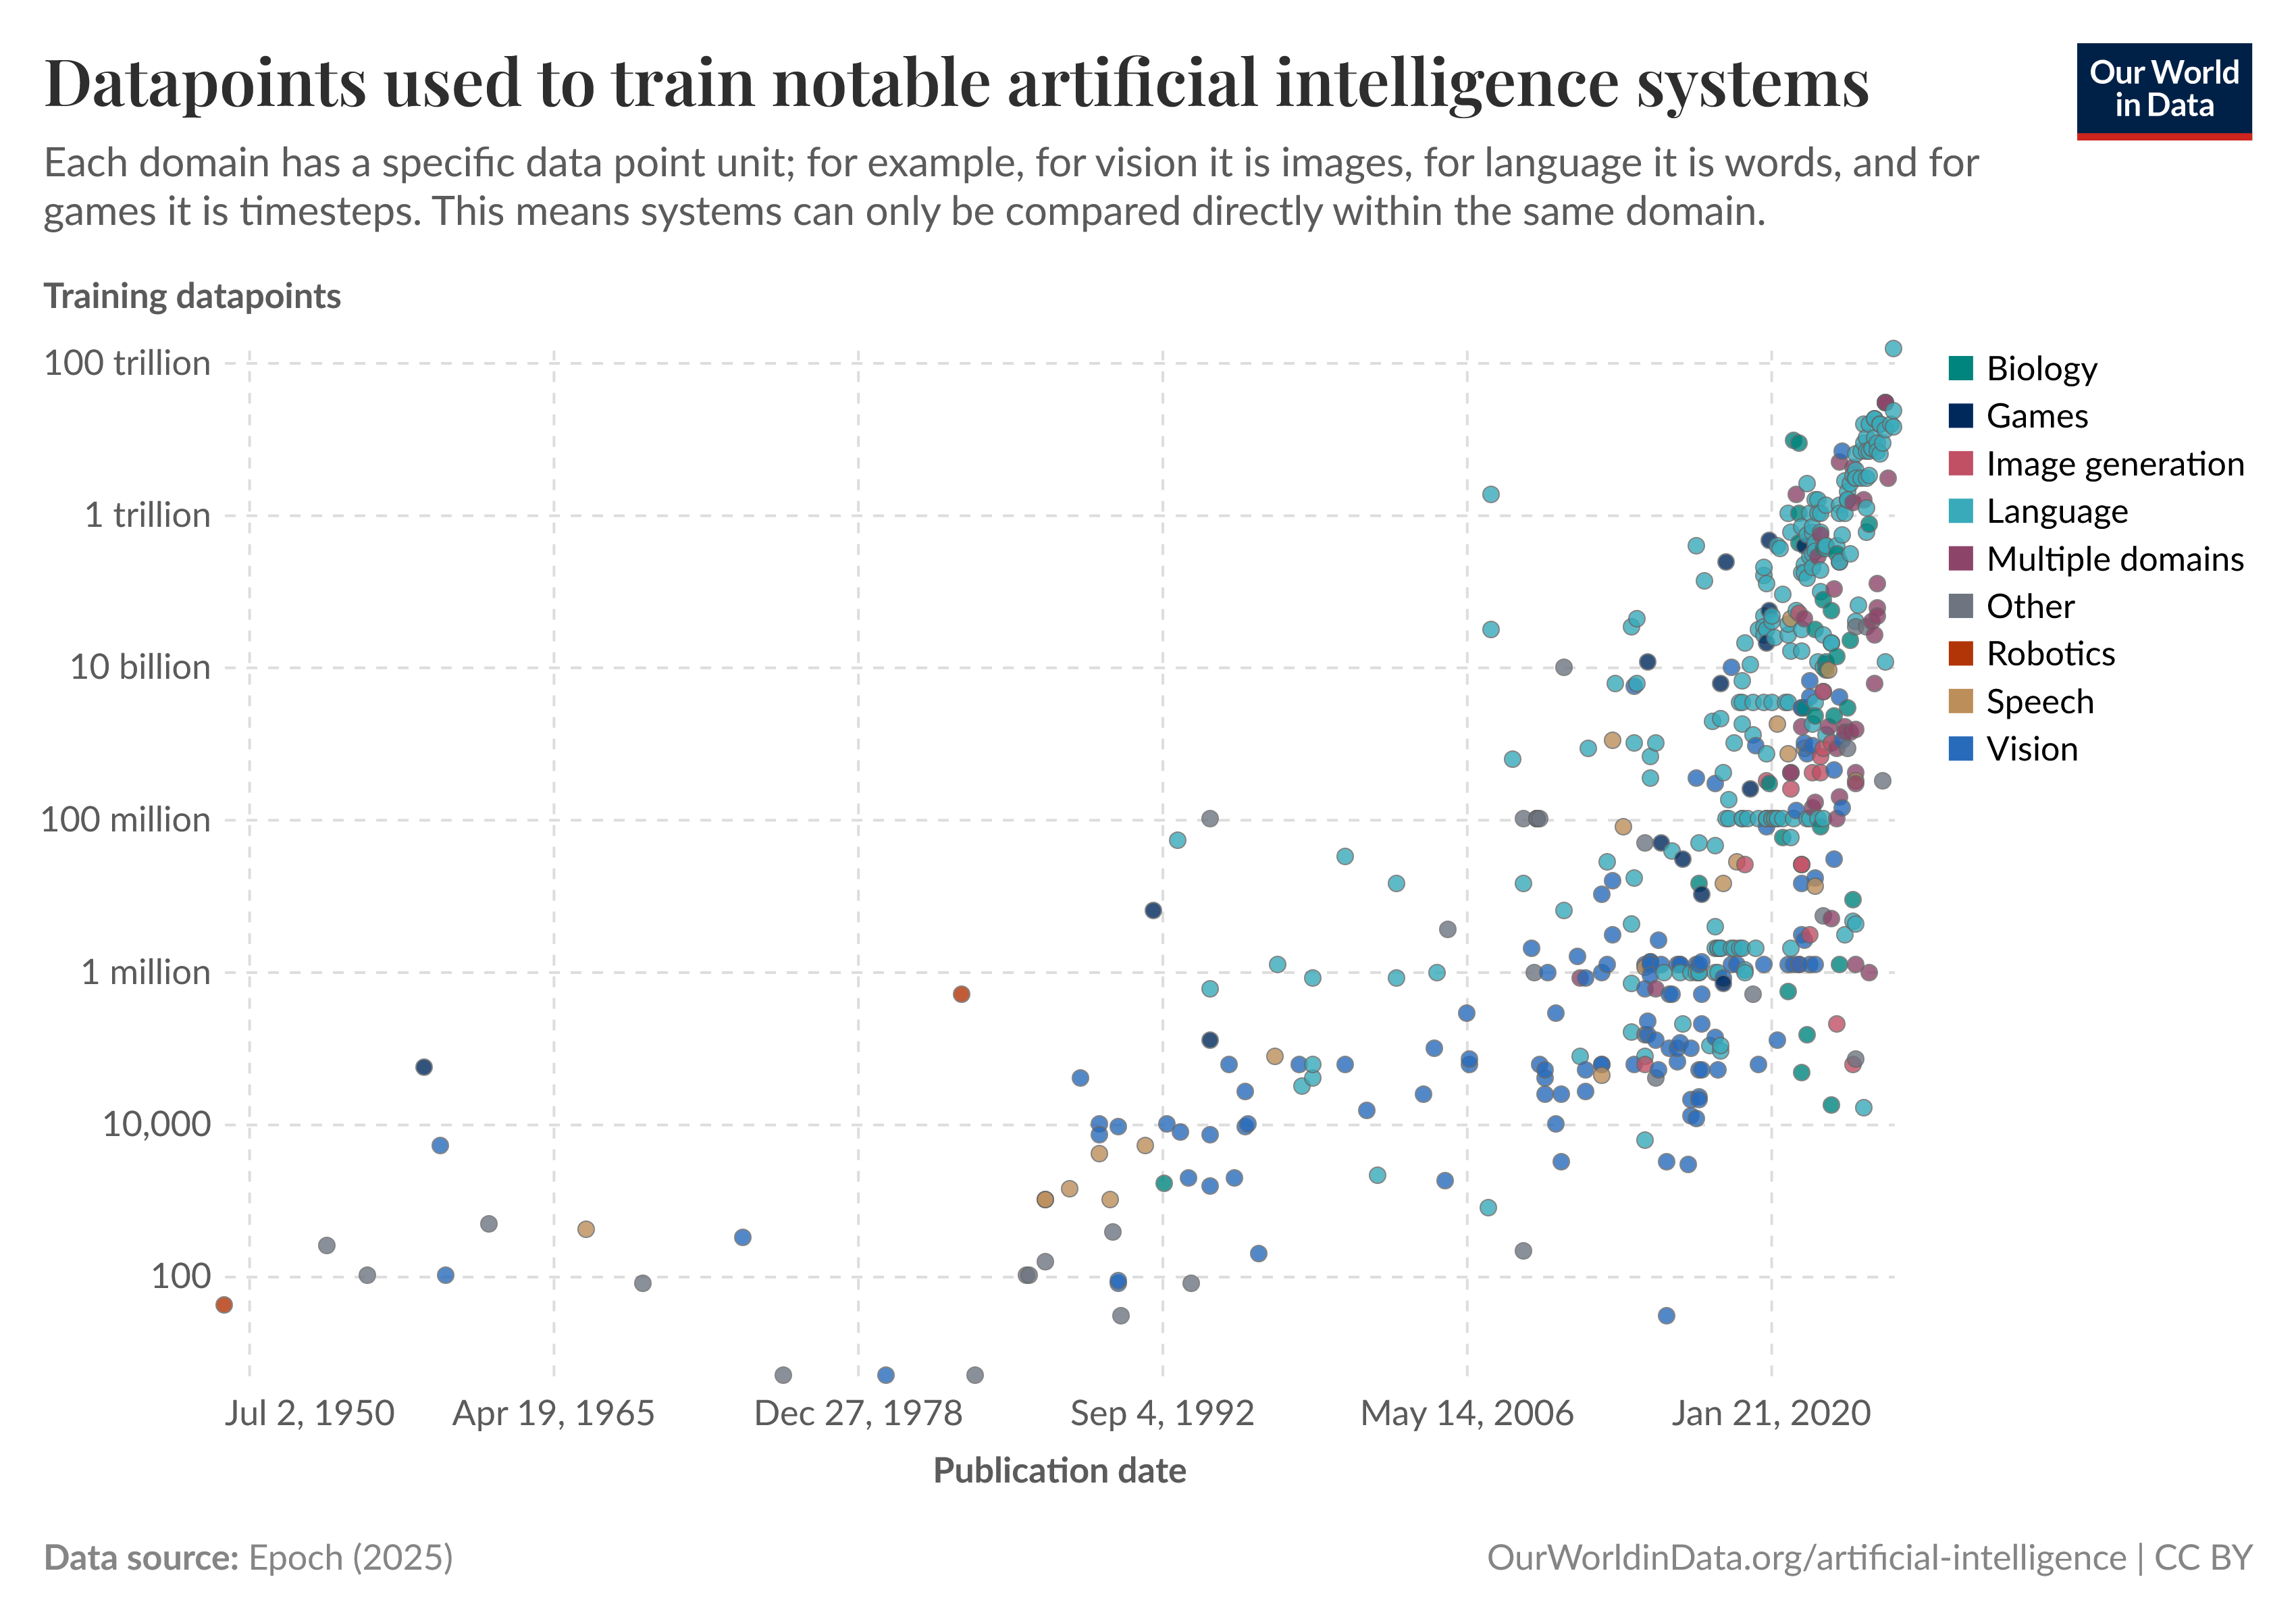 Datapoints used to train notable artificial intelligence systems
Our World
in Data
Each domain has a specific data point unit; for example, for vision it is images, for language it is words, and for
games it is timesteps. This means systems can only be compared directly within the same domain.
Training datapoints
100 trillion
1 trillion
10 billion
100 million
1 million
10,000
100
Jul 2, 1950
Apr 19, 1965
Dec 27, 1978
Sep 4, 1992
May 14, 2006
Jan 21, 2020
Publication date
Biology
Games
Image generation
Language
Multiple domains
Other
Robotics
Speech
Vision
Data source: Epoch (2025)
OurWorldinData.org/artificial-intelligence | CC BY